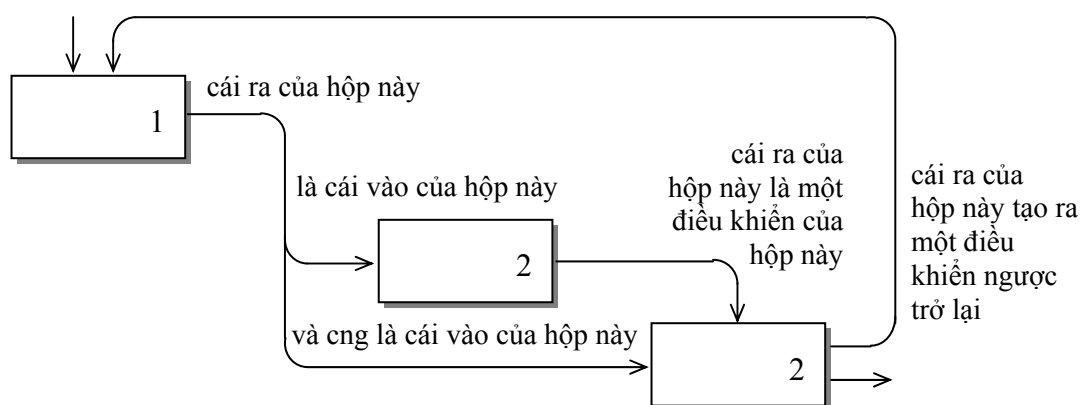 cái ra của hộp này
1
là cái vào của hộp này
2
cái ra của
hộp này là một
điều khiển của
hộp này
cái ra của
hộp này tạo ra
một điều
khiển ngược
trở lại
và cng là cái vào của hộp này
2